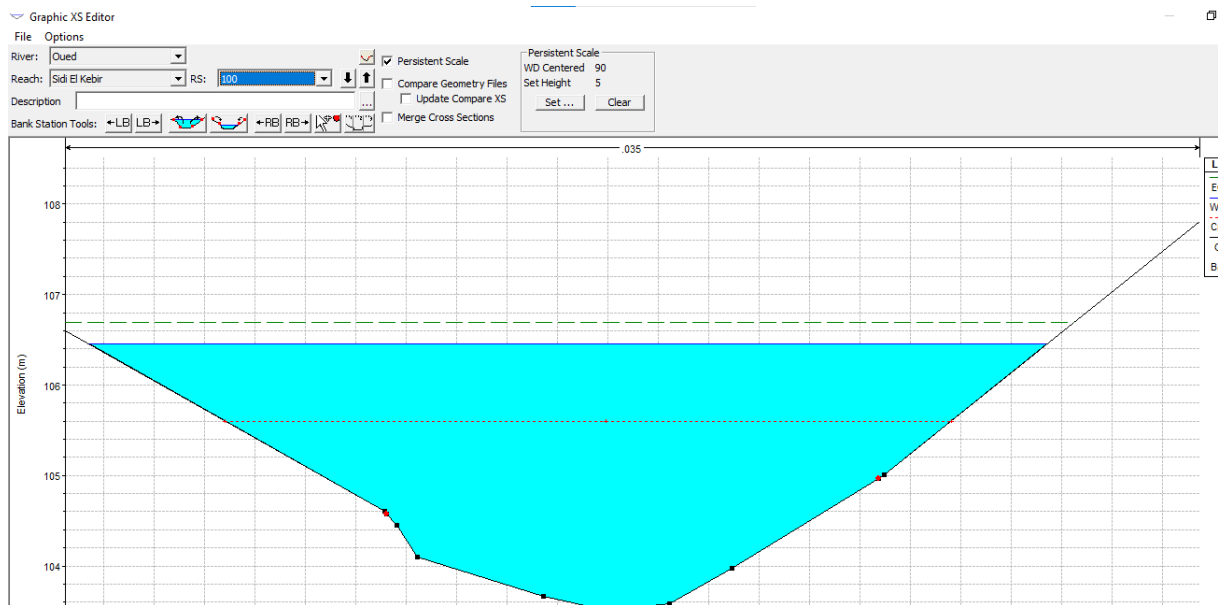 Graphic XS Editor
File Options
River: Oued
Reach: Sidi El Kebir RS: 100
Description ...
Bank Station Tools: LB LB RB RB
Persistent Scale
Compare Geometry Files
Update Compare XS
Merge Cross Sections
Persistent Scale
WD Centered 90
Set Height 5
Set ... Clear
.035
108
107
106
105
104
Elevation (m)
L
E
W
C
B